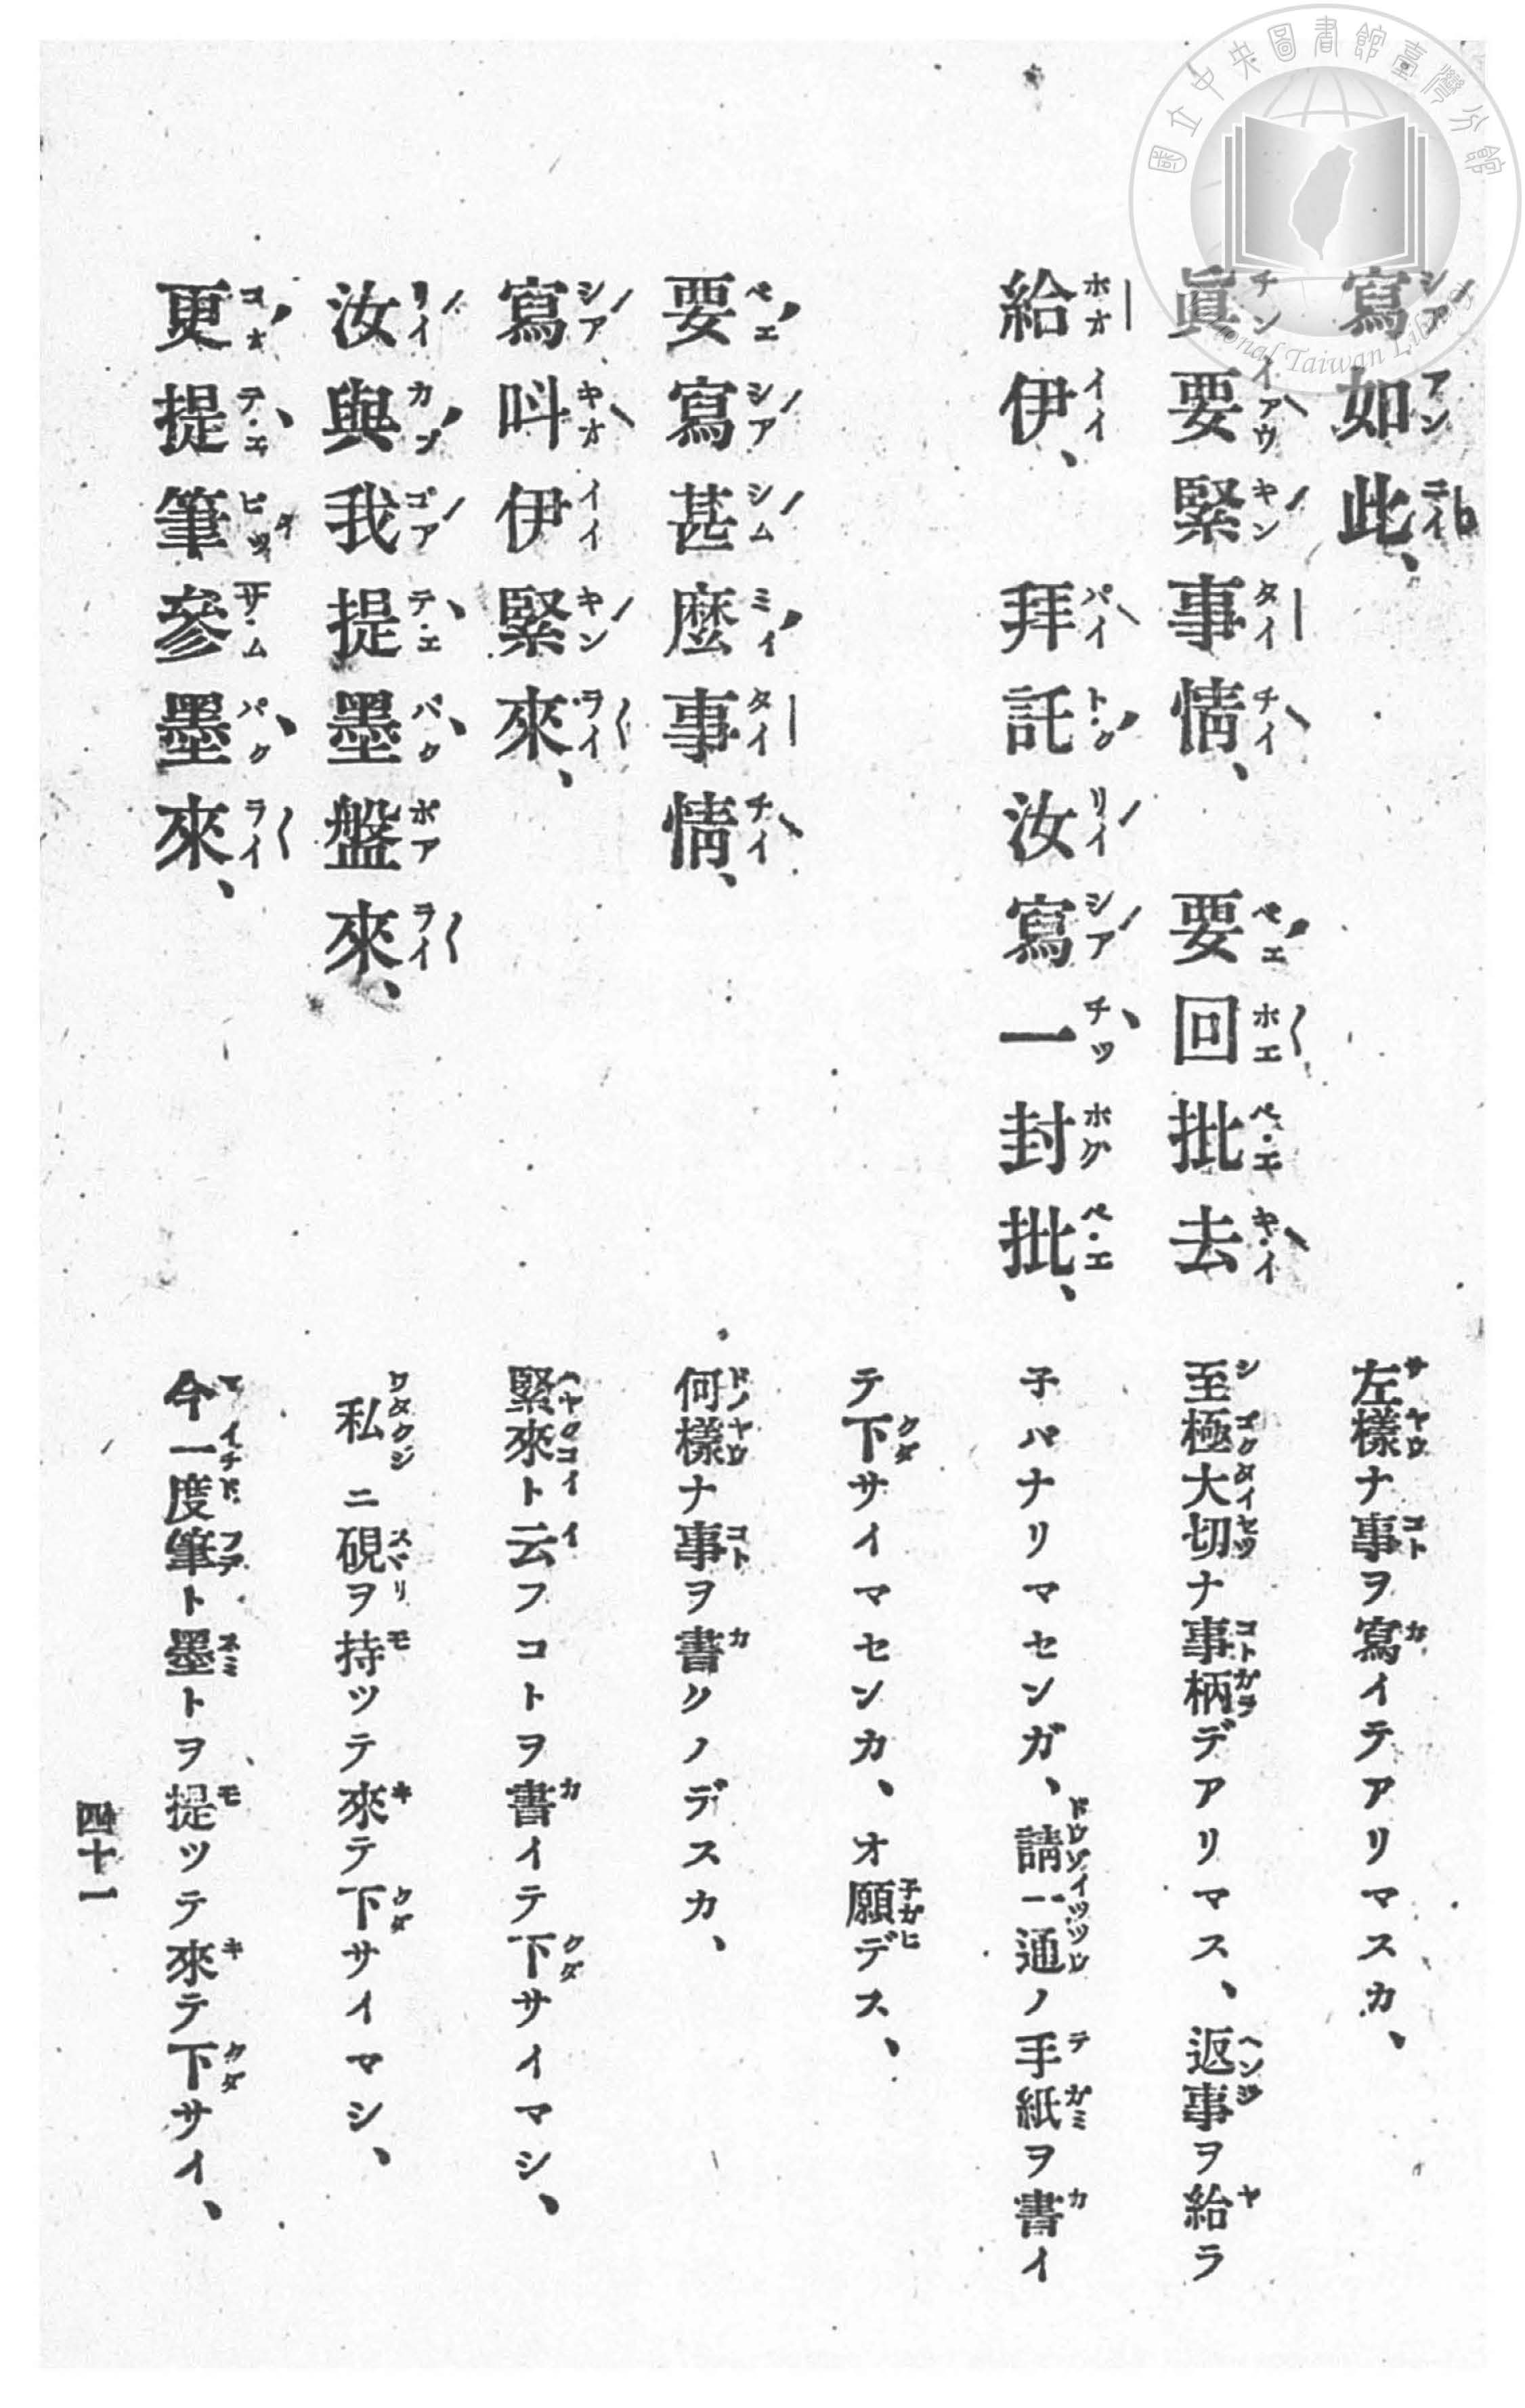 國立中央圖書館臺灣分館
National Taiwan Library
寫如此、
左樣ナ事ヲ寫イテアリマスカ、
眞要緊事情、 要回批去
至極大切ナ事柄デアリマス、返事ヲ給ラ
給伊、 拜託汝寫一封批、
子バナリマセンガ、請一通ノ手紙ヲ書イ
テ下サイマセンカ、オ願デス、
要寫甚麼事情、
何樣ナ事ヲ書クノデスカ、
寫呌伊緊來、
緊來ト云フコトヲ書イテ下サイマシ、
汝與我提墨盤來、
私ニ硯ヲ持ツテ來テ下サイマシ、
更提筆參墨來、
今一度筆ト墨トヲ提ツテ來テ下サイ、
四十一